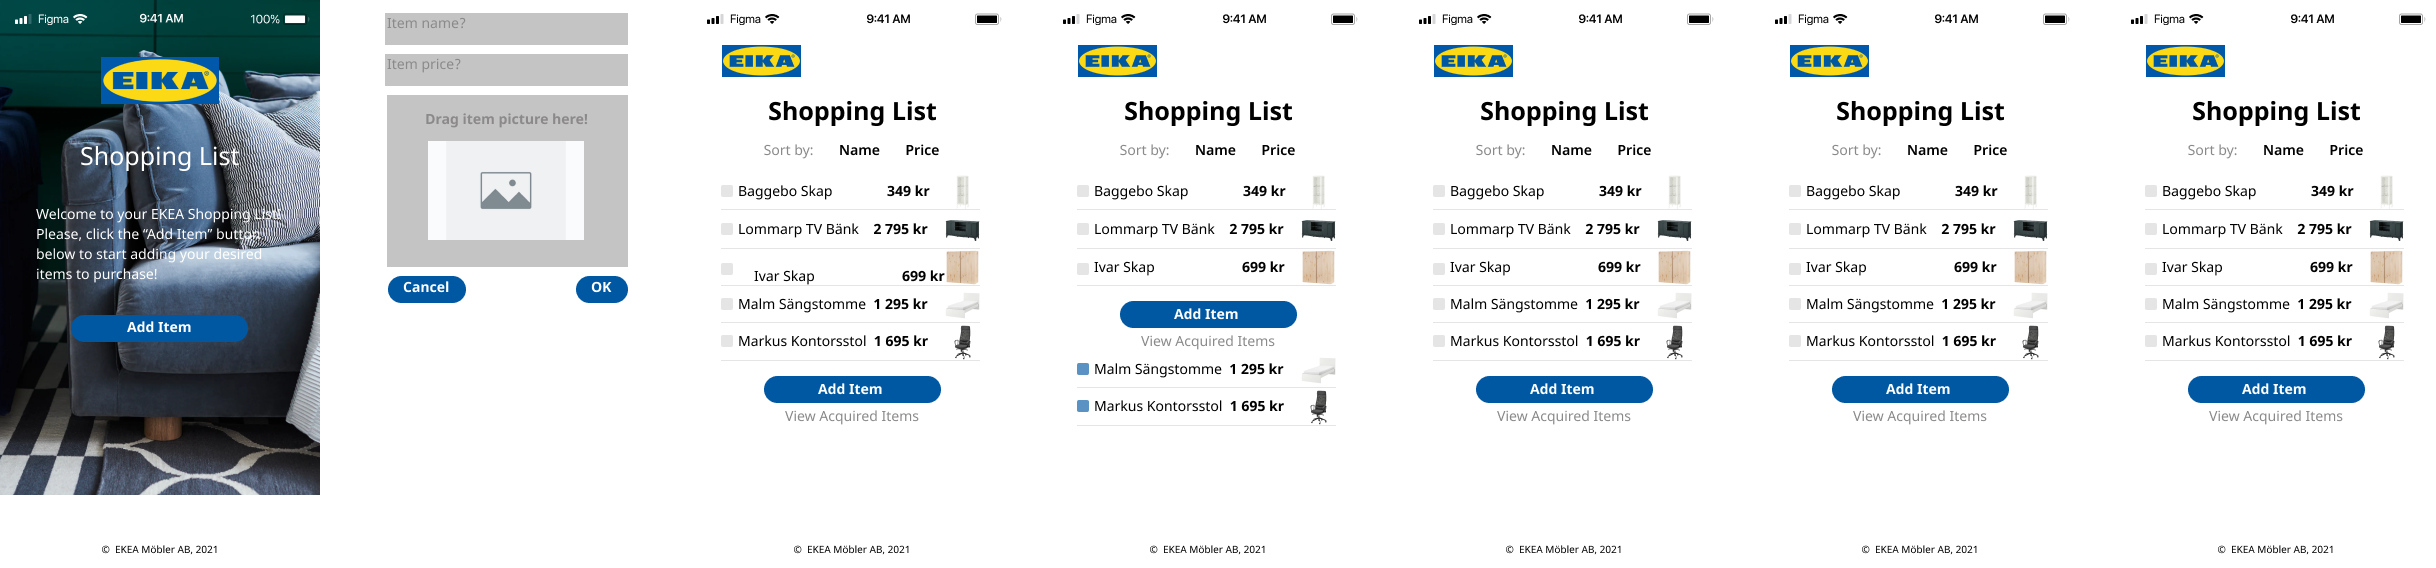 Figma 9:41 AM 100%
EIKA
Shopping List
Welcome to your EKEA Shopping List!
Please, click the “Add Item” button
below to start adding your desired
items to purchase!
Add Item
© EKEA Möbler AB, 2021
Item name?
Item price?
Drag item picture here!
Cancel OK
Figma 9:41 AM
EIKA
Shopping List
Sort by: Name Price
Baggebo Skap 349 kr
Lommarp TV Bänk 2 795 kr
Ivar Skap 699 kr
Malm Sängstomme 1 295 kr
Markus Kontorsstol 1 695 kr
Add Item
View Acquired Items
© EKEA Möbler AB, 2021
Figma 9:41 AM
EIKA
Shopping List
Sort by: Name Price
Baggebo Skap 349 kr
Lommarp TV Bänk 2 795 kr
Ivar Skap 699 kr
Add Item
View Acquired Items
Malm Sängstomme 1 295 kr
Markus Kontorsstol 1 695 kr
© EKEA Möbler AB, 2021
Figma 9:41 AM
EIKA
Shopping List
Sort by: Name Price
Baggebo Skap 349 kr
Lommarp TV Bänk 2 795 kr
Ivar Skap 699 kr
Malm Sängstomme 1 295 kr
Markus Kontorsstol 1 695 kr
Add Item
View Acquired Items
© EKEA Möbler AB, 2021
Figma 9:41 AM
EIKA
Shopping List
Sort by: Name Price
Baggebo Skap 349 kr
Lommarp TV Bänk 2 795 kr
Ivar Skap 699 kr
Malm Sängstomme 1 295 kr
Markus Kontorsstol 1 695 kr
Add Item
View Acquired Items
© EKEA Möbler AB, 2021
Figma 9:41 AM
EIKA
Shopping List
Sort by: Name Price
Baggebo Skap 349 kr
Lommarp TV Bänk 2 795 kr
Ivar Skap 699 kr
Malm Sängstomme 1 295 kr
Markus Kontorsstol 1 695 kr
Add Item
View Acquired Items
© EKEA Möbler AB, 2021